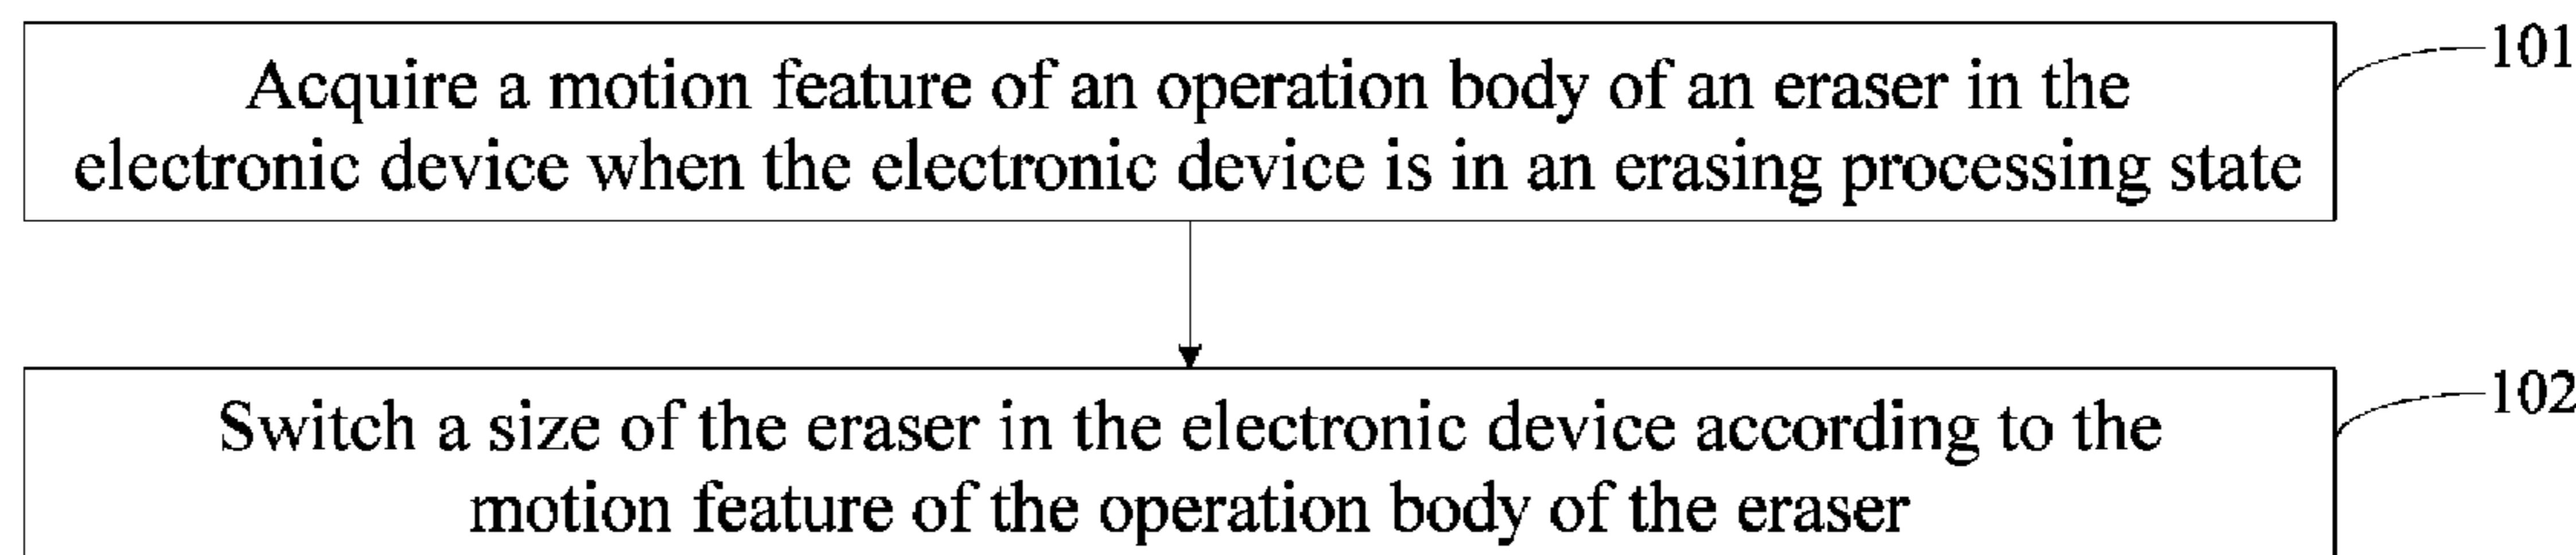 Acquire a motion feature of an operation body of an eraser in the
electronic device when the electronic device is in an erasing processing state
101
Switch a size of the eraser in the electronic device according to the
motion feature of the operation body of the eraser
102